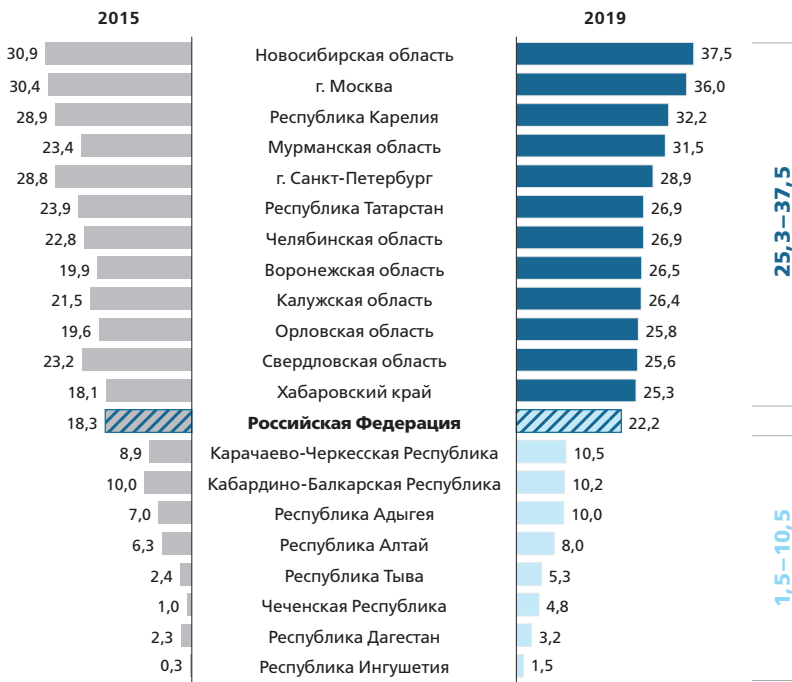 2015 2019
30,9 Новосибирская область 37,5
30,4 г. Москва 36,0
28,9 Республика Карелия 32,2
23,4 Мурманская область 31,5
28,8 г. Санкт-Петербург 28,9
23,9 Республика Татарстан 26,9
22,8 Челябинская область 26,9
19,9 Воронежская область 26,5
21,5 Калужская область 26,4
19,6 Орловская область 25,8
23,2 Свердловская область 25,6
18,1 Хабаровский край 25,3
25,3–37,5
18,3 Российская Федерация 22,2
8,9 Карачаево-Черкесская Республика 10,5
10,0 Кабардино-Балкарская Республика 10,2
7,0 Республика Адыгея 10,0
6,3 Республика Алтай 8,0
2,4 Республика Тыва 5,3
1,0 Чеченская Республика 4,8
2,3 Республика Дагестан 3,2
0,3 Республика Ингушетия 1,5
1,5–10,5